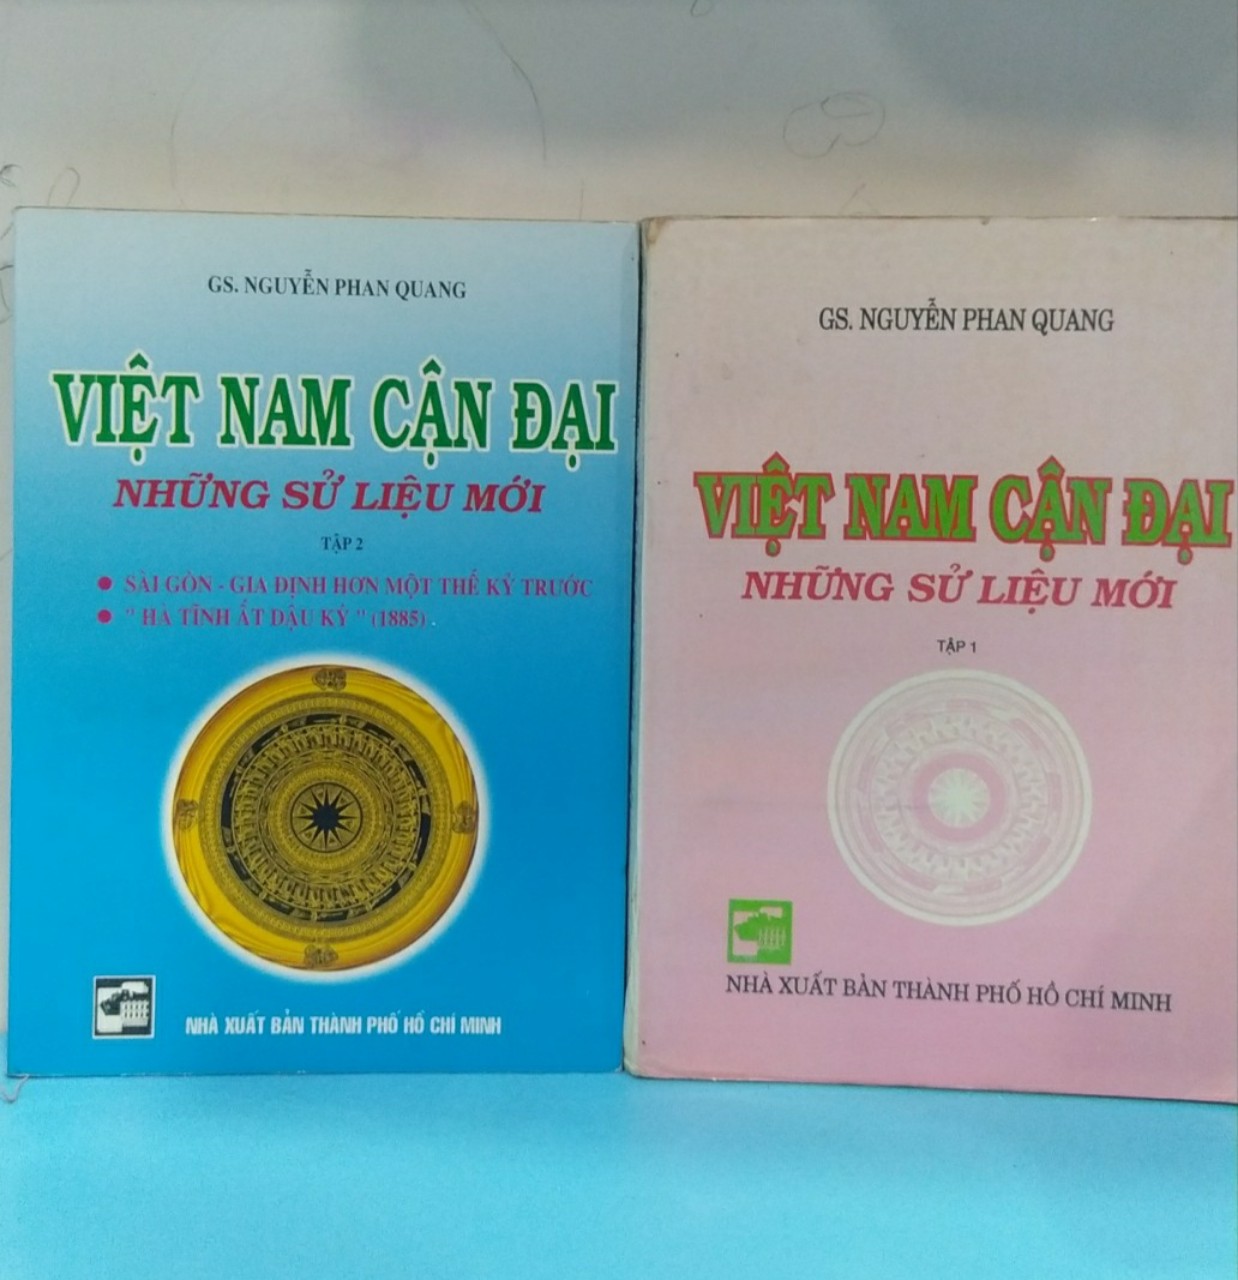 GS. NGUYỄN PHAN QUANG
VIỆT NAM CẬN ĐẠI
NHỮNG SỬ LIỆU MỚI
TẬP 2
● SÀI GÒN - GIA ĐỊNH HƠN MỘT THẾ KỶ TRƯỚC
● " HÀ TĨNH ẤT DẬU KÝ " (1885)
NHÀ XUẤT BẢN THÀNH PHỐ HỒ CHÍ MINH
GS. NGUYỄN PHAN QUANG
VIỆT NAM CẬN ĐẠI
NHỮNG SỬ LIỆU MỚI
TẬP 1
NHÀ XUẤT BẢN THÀNH PHỐ HỒ CHÍ MINH